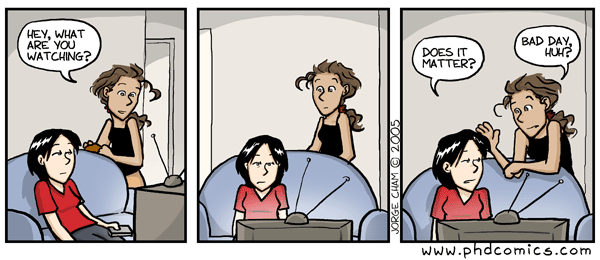 HEY, WHAT
ARE YOU
WATCHING?
DOES IT
MATTER?
BAD DAY,
HUH?
JORGE CHAM © 2005
www.phdcomics.com